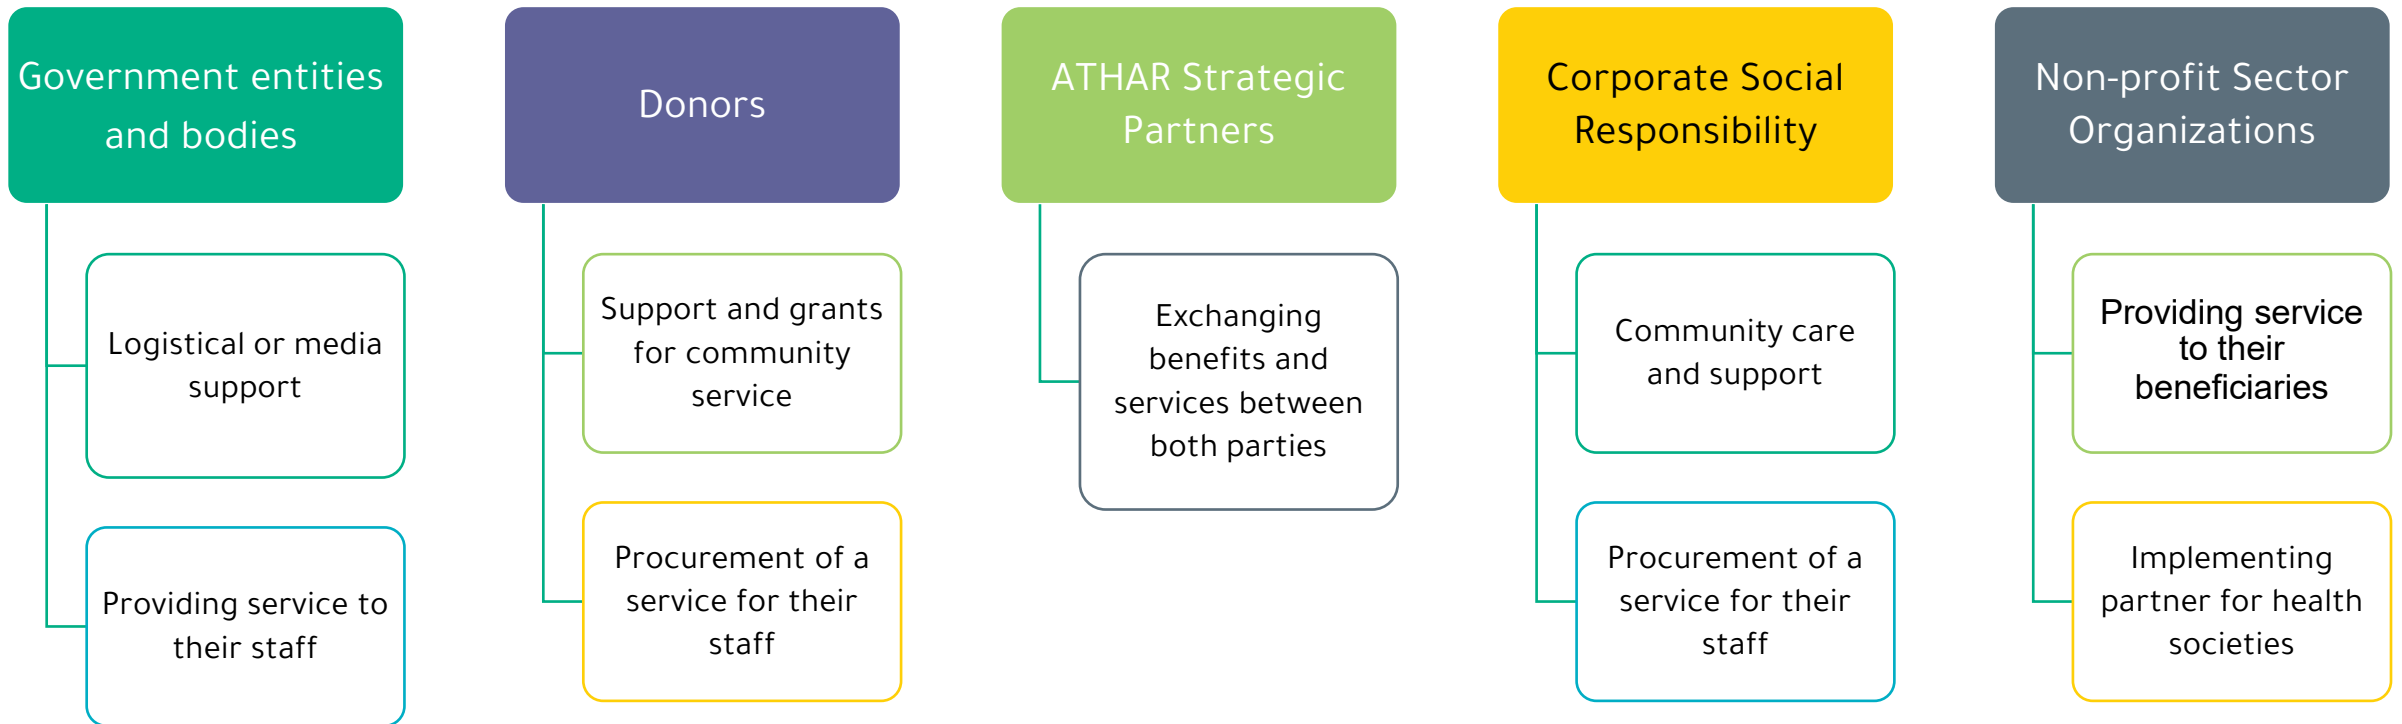 Government entities
and bodies
Logistical or media
support
Providing service to
their staff
Donors
Support and grants
for community
service
Procurement of a
service for their
staff
ATHAR Strategic
Partners
Exchanging
benefits and
services between
both parties
Corporate Social
Responsibility
Community care
and support
Procurement of a
service for their
staff
Non-profit Sector
Organizations
Providing service
to their
beneficiaries
Implementing
partner for health
societies